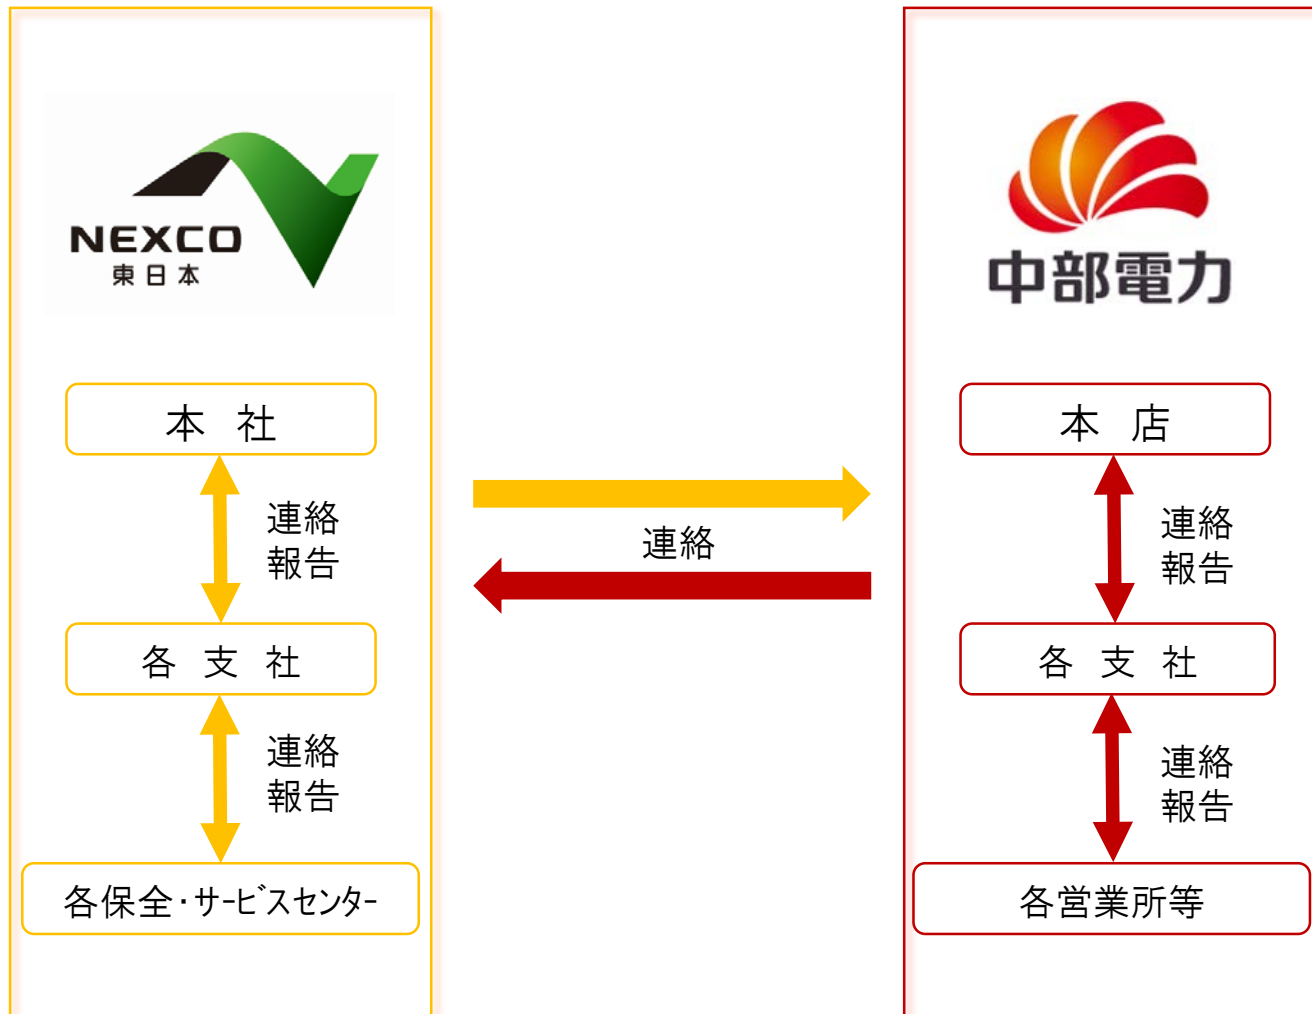 NEXCO
東日本
本 社
連絡
報告
各 支 社
連絡
報告
各保全・サービスセンター
連絡
中部電力
本 店
連絡
報告
各 支 社
連絡
報告
各営業所等